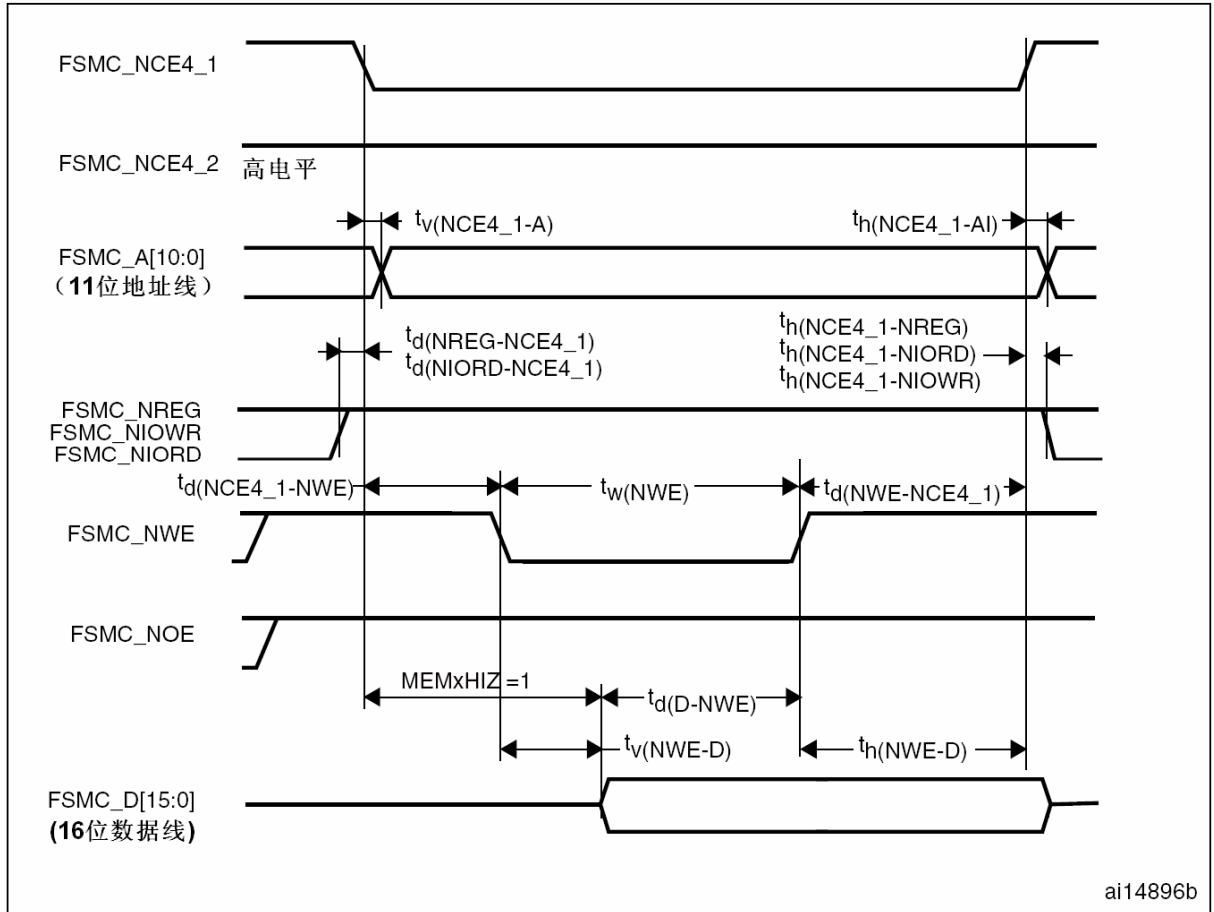 FSMC_NCE4_1
FSMC_NCE4_2 高电平
tv(NCE4_1-A)
th(NCE4_1-AI)
FSMC_A[10:0]
（11位地址线）
td(NREG-NCE4_1)
td(NIORD-NCE4_1)
th(NCE4_1-NREG)
th(NCE4_1-NIORD)
th(NCE4_1-NIOWR)
FSMC_NREG
FSMC_NIOWR
FSMC_NIORD
td(NCE4_1-NWE)
tw(NWE)
td(NWE-NCE4_1)
FSMC_NWE
FSMC_NOE
MEMxHIZ =1
td(D-NWE)
tv(NWE-D)
th(NWE-D)
FSMC_D[15:0]
(16位数据线)
ai14896b